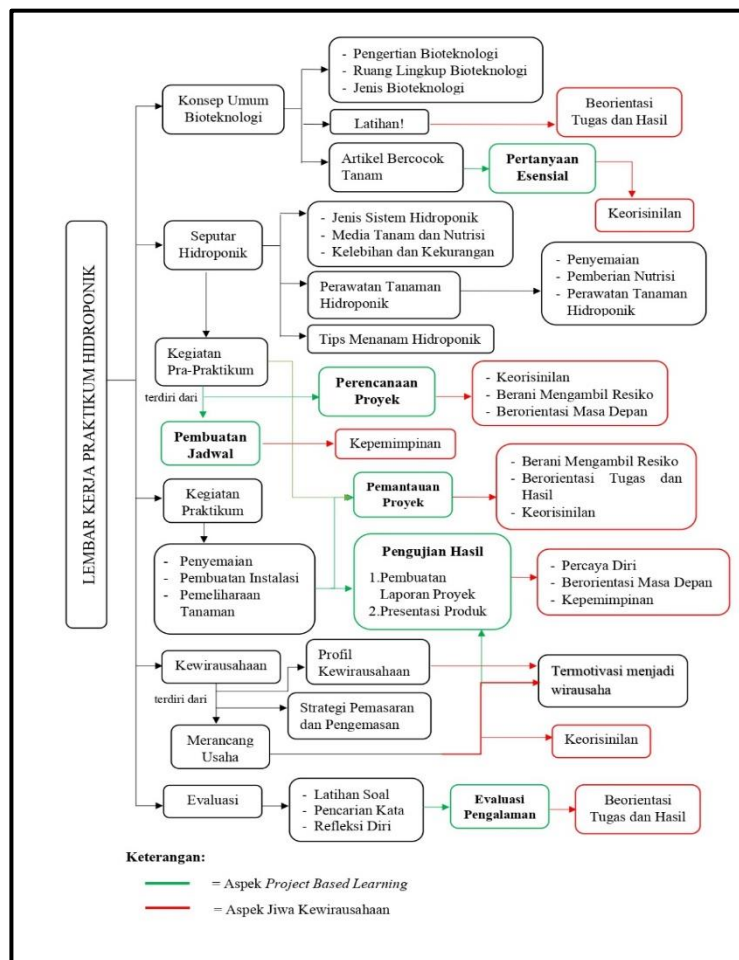 LEMBAR KERJA PRAKTIKUM HIDROPONIK
Konsep Umum
Bioteknologi
- Pengertian Bioteknologi
- Ruang Lingkup Bioteknologi
- Jenis Bioteknologi
Latihan!
Beorientasi
Tugas dan Hasil
Artikel Bercocok
Tanam
Pertanyaan
Esensial
Keorisinilan
Seputar
Hidroponik
- Jenis Sistem Hidroponik
- Media Tanam dan Nutrisi
- Kelebihan dan Kekurangan
Perawatan Tanaman
Hidroponik
- Penyemaian
- Pemberian Nutrisi
- Perawatan Tanaman
Hidroponik
Tips Menanam Hidroponik
Kegiatan
Pra-Praktikum
terdiri dari
Perencanaan
Proyek
- Keorisinilan
- Berani Mengambil Resiko
- Berorientasi Masa Depan
Pembuatan
Jadwal
Kepemimpinan
Kegiatan
Praktikum
Pemantauan
Proyek
- Berani Mengambil Resiko
- Berorientasi Tugas dan
Hasil
- Keorisinilan
- Penyemaian
- Pembuatan Instalasi
- Pemeliharaan
Tanaman
Pengujian Hasil
1.Pembuatan
Laporan Proyek
2.Presentasi Produk
- Percaya Diri
- Berorientasi Masa Depan
- Kepemimpinan
Kewirausahaan
terdiri dari
Profil
Kewirausahaan
Termotivasi menjadi
wirausaha
Strategi Pemasaran
dan Pengemasan
Merancang
Usaha
Keorisinilan
Evaluasi
- Latihan Soal
- Pencarian Kata
- Refleksi Diri
Evaluasi
Pengalaman
Beorientasi
Tugas dan Hasil
Keterangan:
= Aspek Project Based Learning
= Aspek Jiwa Kewirausahaan